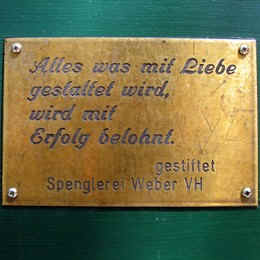 Alles was mit Liebe
gestaltet wird,
wird mit
Erfolg belohnt.
gestiftet
Spenglerei Weber VH